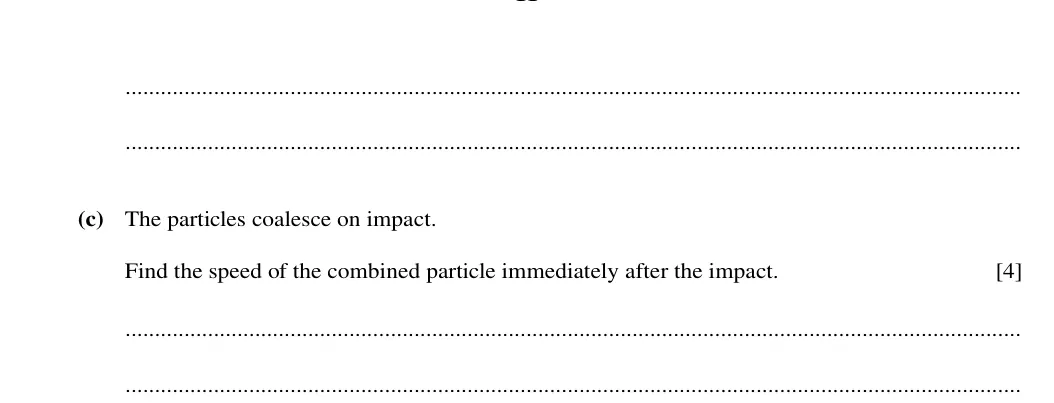 (c) The particles coalesce on impact.
Find the speed of the combined particle immediately after the impact. [4]